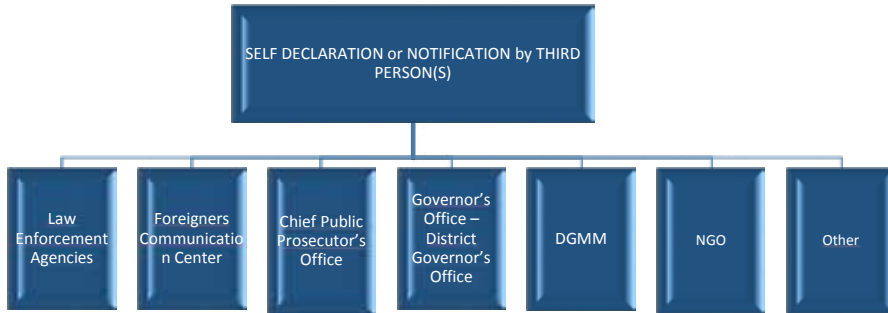 SELF DECLARATION or NOTIFICATION by THIRD
PERSON(S)
Law
Enforcement
Agencies
Foreigners
Communicatio
n Center
Chief Public
Prosecutor's
Office
Governor's
Office –
District
Governor's
Office
DGMM
NGO
Other